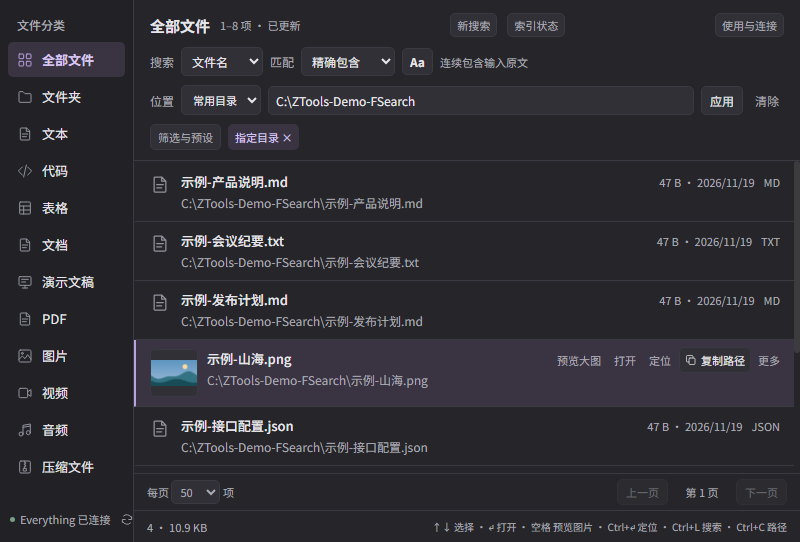 文件分类
全部文件
文件夹
文本
代码
表格
文档
演示文稿
PDF
图片
视频
音频
压缩文件
Everything 已连接
全部文件 1–8 项 • 已更新 新搜索 索引状态 使用与连接
搜索 文件名 匹配 精确包含 Aa 连续包含输入原文
位置 常用目录 C:\ZTools-Demo-FSearch 应用 清除
筛选与预设 指定目录 ×
示例-产品说明.md 47 B • 2026/11/19 MD
C:\ZTools-Demo-FSearch\示例-产品说明.md
示例-会议纪要.txt 47 B • 2026/11/19 TXT
C:\ZTools-Demo-FSearch\示例-会议纪要.txt
示例-发布计划.md 47 B • 2026/11/19 MD
C:\ZTools-Demo-FSearch\示例-发布计划.md
示例-山海.png 预览大图 打开 定位 复制路径 更多
C:\ZTools-Demo-FSearch\示例-山海.png
示例-接口配置.json 47 B • 2026/11/19 JSON
C:\ZTools-Demo-FSearch\示例-接口配置.json
每页 50 项 上一页 第 1 页 下一页
4 • 10.9 KB ↑↓ 选择 • ↲ 打开 • 空格 预览图片 • Ctrl+↲ 定位 • Ctrl+L 搜索 • Ctrl+C 路径